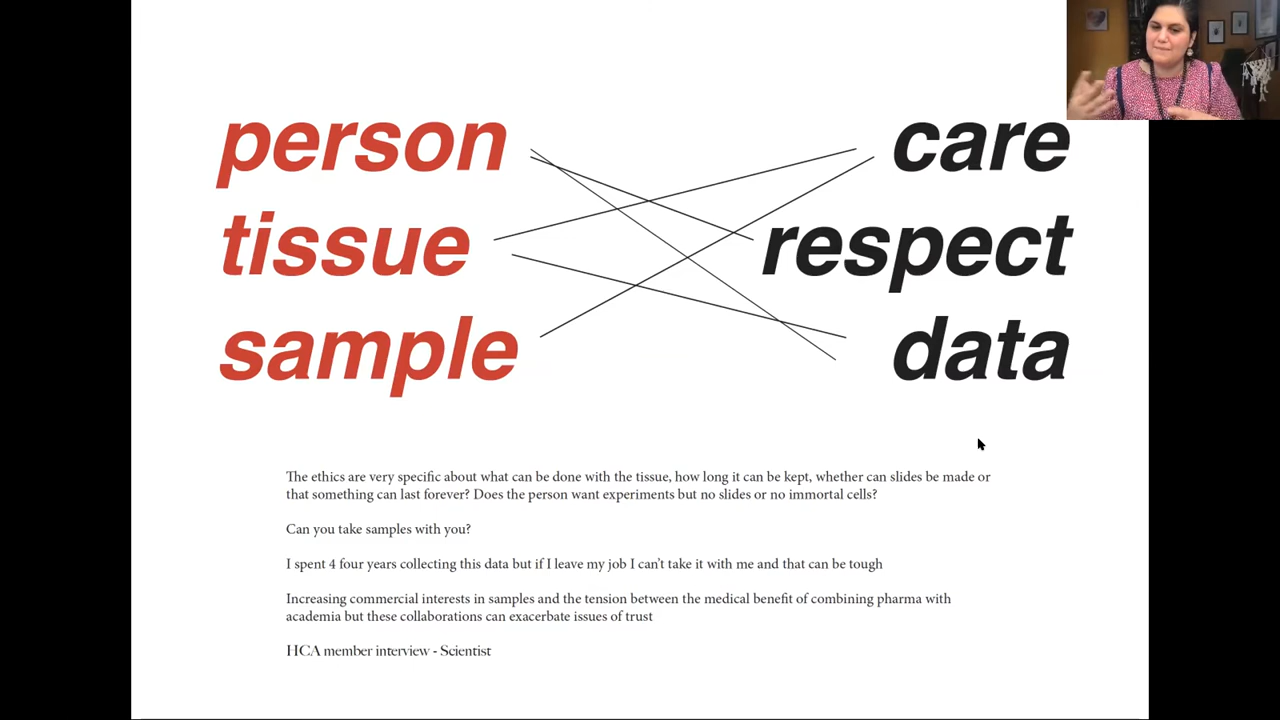 person
care
tissue
respect
sample
data
The ethics are very specific about what can be done with the tissue, how long it can be kept, whether can slides be made or
that something can last forever? Does the person want experiments but no slides or no immortal cells?
Can you take samples with you?
I spent 4 four years collecting this data but if I leave my job I can't take it with me and that can be tough
Increasing commercial interests in samples and the tension between the medical benefit of combining pharma with
academia but these collaborations can exacerbate issues of trust
HCA member interview - Scientist